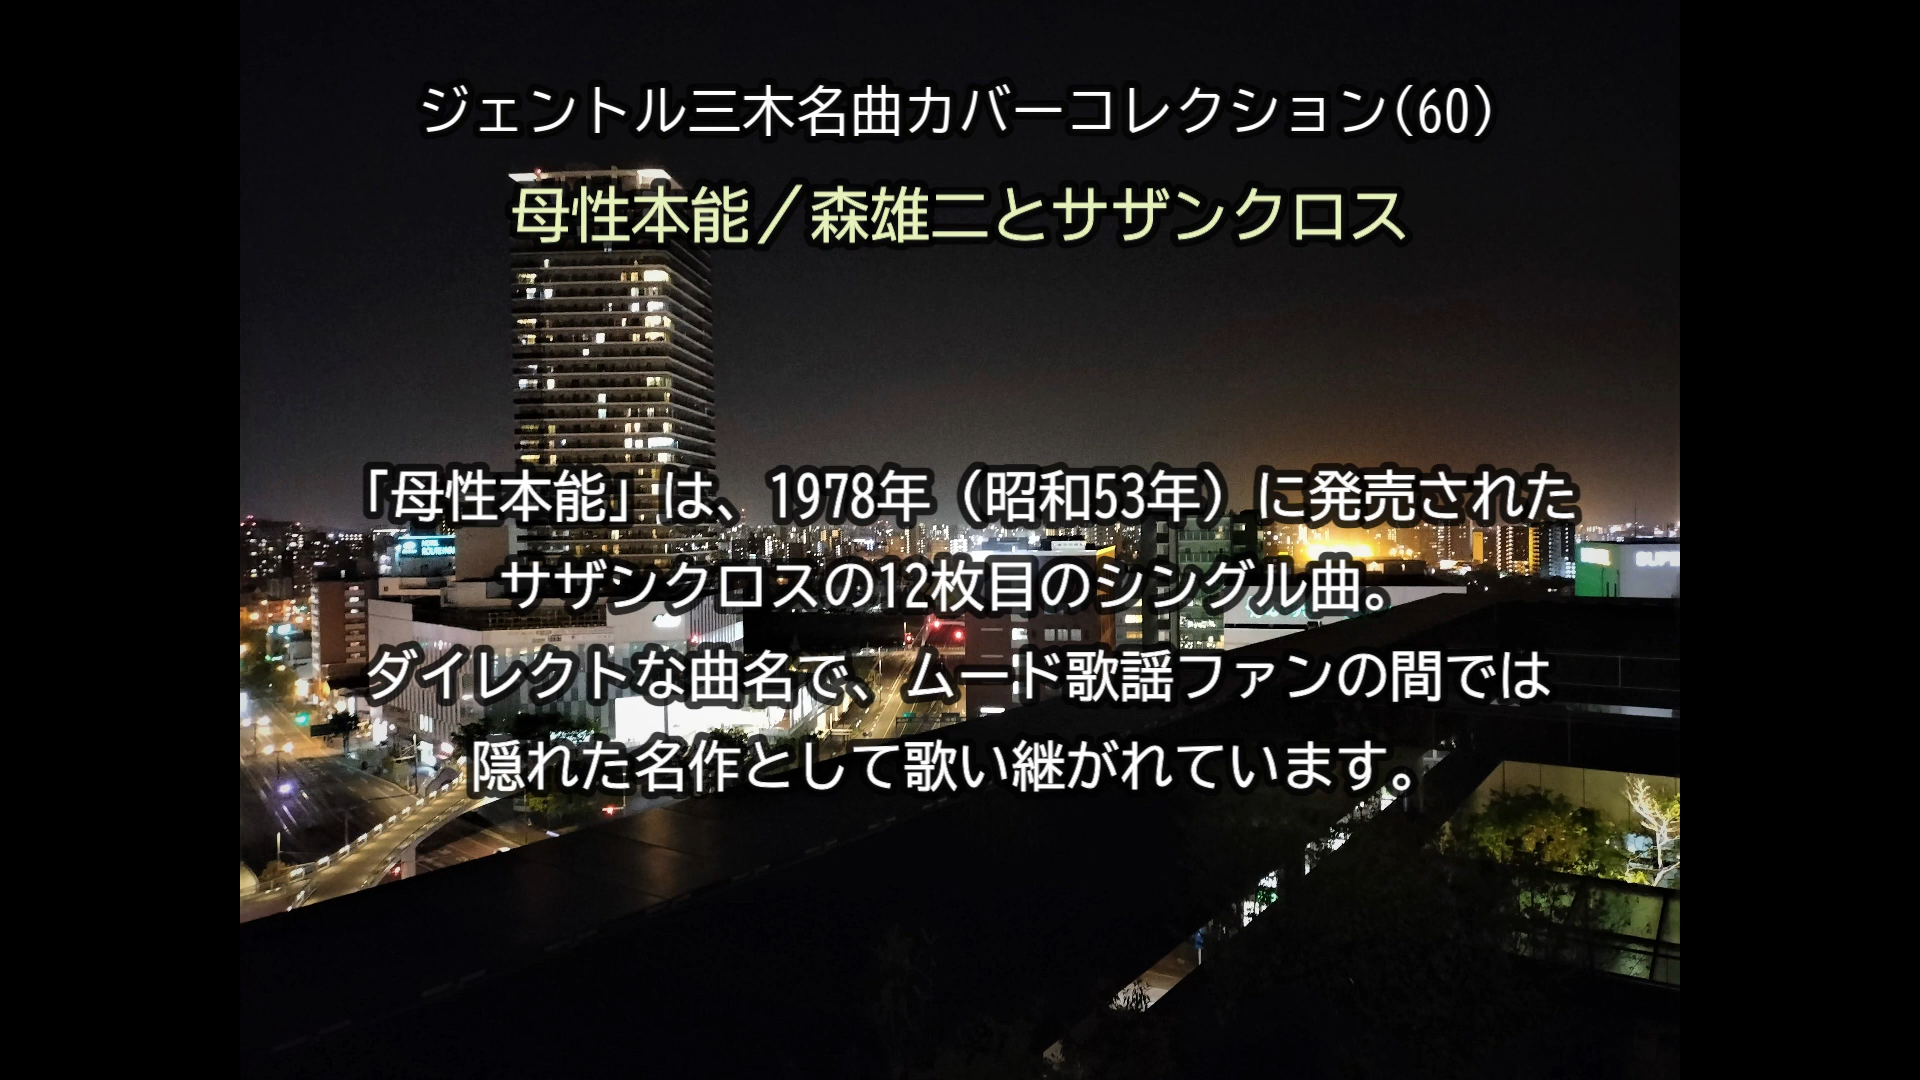 ジェントル三木名曲カバーコレクション(60)
母性本能／森雄二とサザンクロス
「母性本能」は、1978年（昭和53年）に発売された
サザンクロスの12枚目のシングル曲。
ダイレクトな曲名で、ムード歌謡ファンの間では
隠れた名作として歌い継がれています。